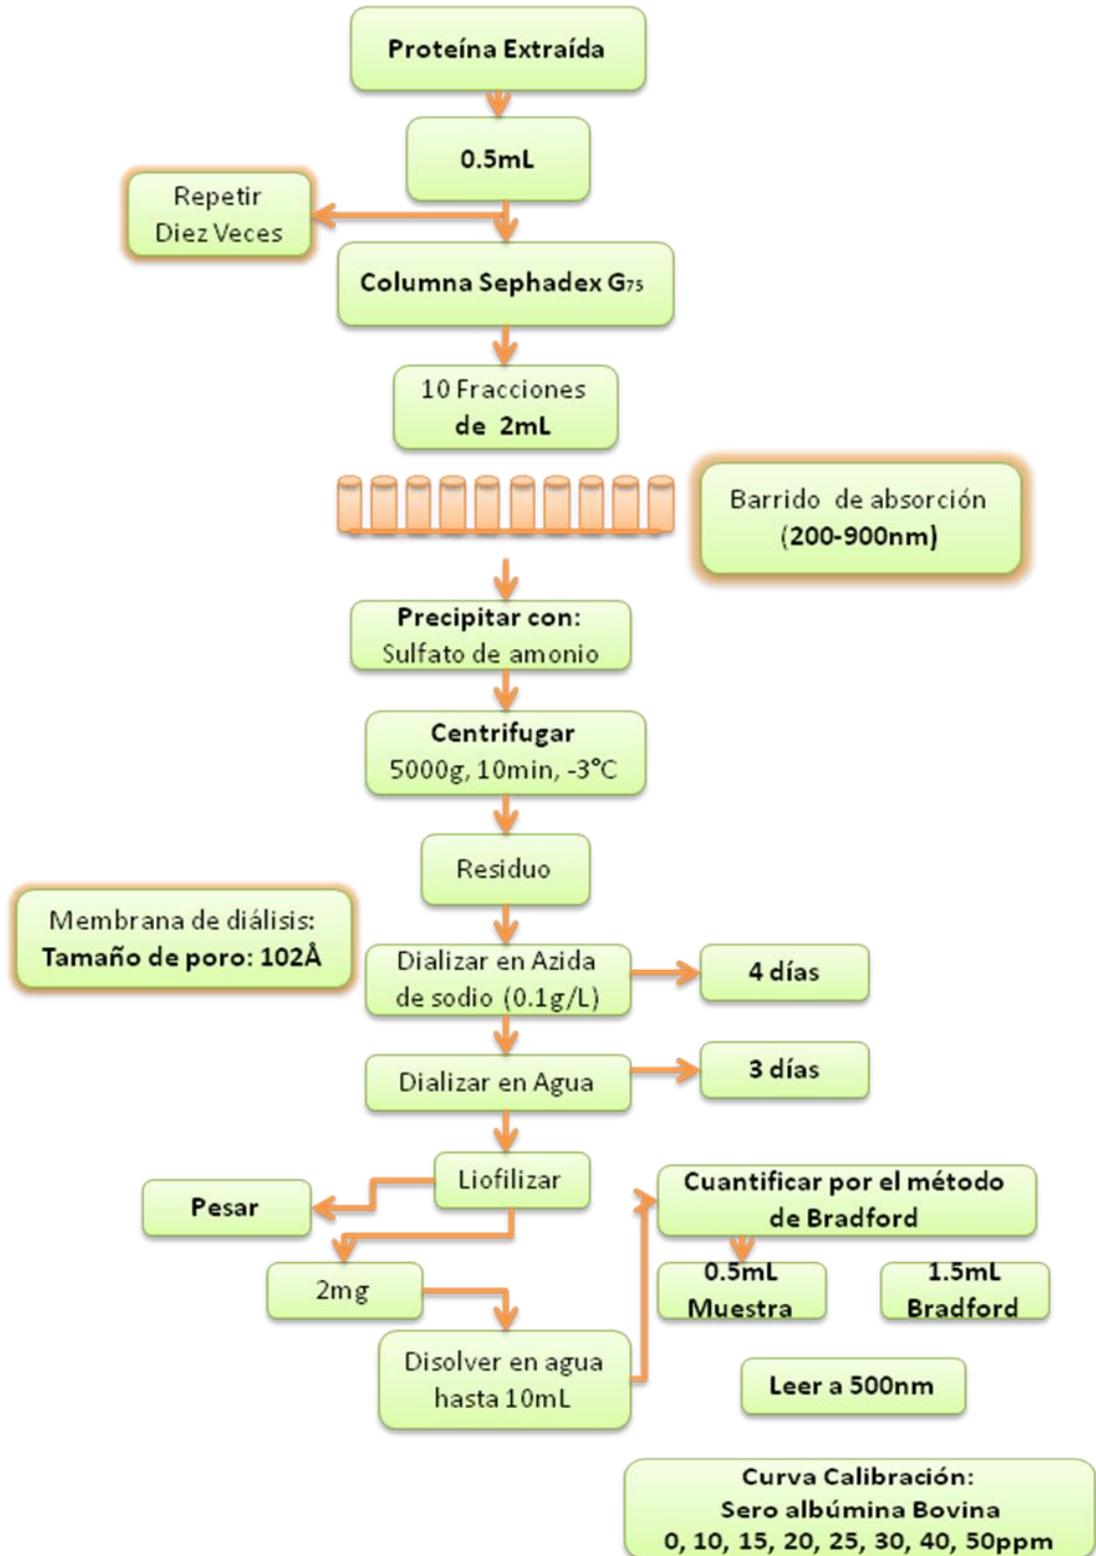 Proteína Extraída
0.5mL
Repetir
Diez Veces
Columna Sephadex G75
10 Fracciones
de 2mL
Barrido de absorción
(200-900nm)
Precipitar con:
Sulfato de amonio
Centrifugar
5000g, 10min, -3°C
Residuo
Membrana de diálisis:
Tamaño de poro: 102Å
Dializar en Azida
de sodio (0.1g/L)
4 días
Dializar en Agua
3 días
Liofilizar
Pesar
2mg
Disolver en agua
hasta 10mL
Cuantificar por el método
de Bradford
0.5mL
Muestra
1.5mL
Bradford
Leer a 500nm
Curva Calibración:
Sero albúmina Bovina
0, 10, 15, 20, 25, 30, 40, 50ppm